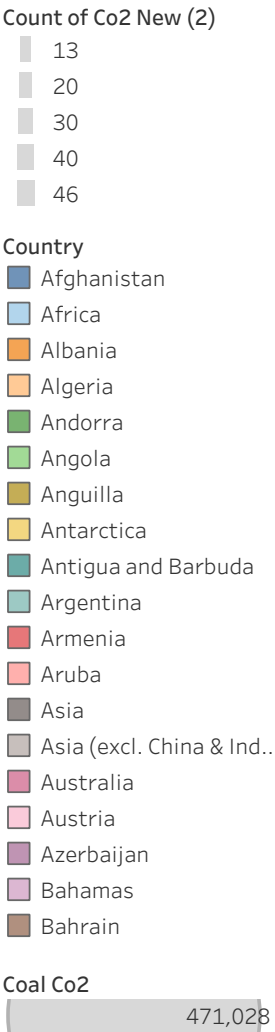 Count of Co2 New (2)
13
20
30
40
46
Country
Afghanistan
Africa
Albania
Algeria
Andorra
Angola
Anguilla
Antarctica
Antigua and Barbuda
Argentina
Armenia
Aruba
Asia
Asia (excl. China & Ind..
Australia
Austria
Azerbaijan
Bahamas
Bahrain
Coal Co2
471,028